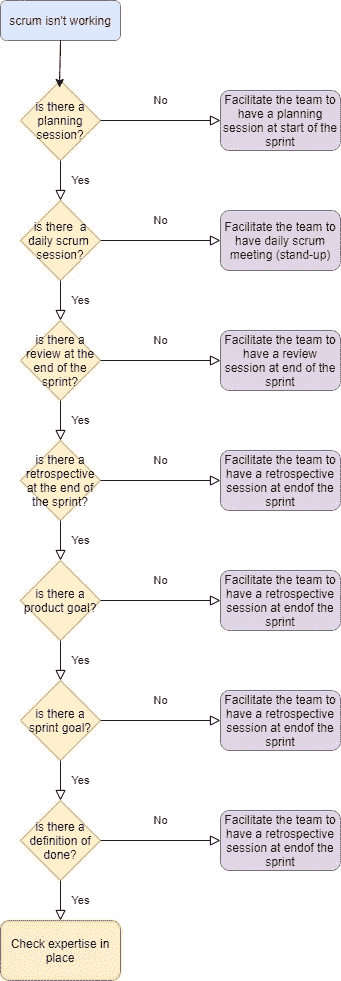 scrum isn't working
is there a
planning
session?
No
Facilitate the team to
have a planning
session at start of the
sprint
Yes
is there  a
daily scrum
session?
No
Facilitate the team to
have daily scrum
meeting (stand-up)
Yes
is there a
review at the
end of the
sprint?
No
Facilitate the team to
have a review
session at end of the
sprint
Yes
is there a
retrospective
at the end of
the sprint?
No
Facilitate the team to
have a retrospective
session at endof the
sprint
Yes
is there a
product goal?
No
Facilitate the team to
have a retrospective
session at endof the
sprint
Yes
is there a
sprint goal?
No
Facilitate the team to
have a retrospective
session at endof the
sprint
Yes
is there a
definition of
done?
No
Facilitate the team to
have a retrospective
session at endof the
sprint
Yes
Check expertise in
place